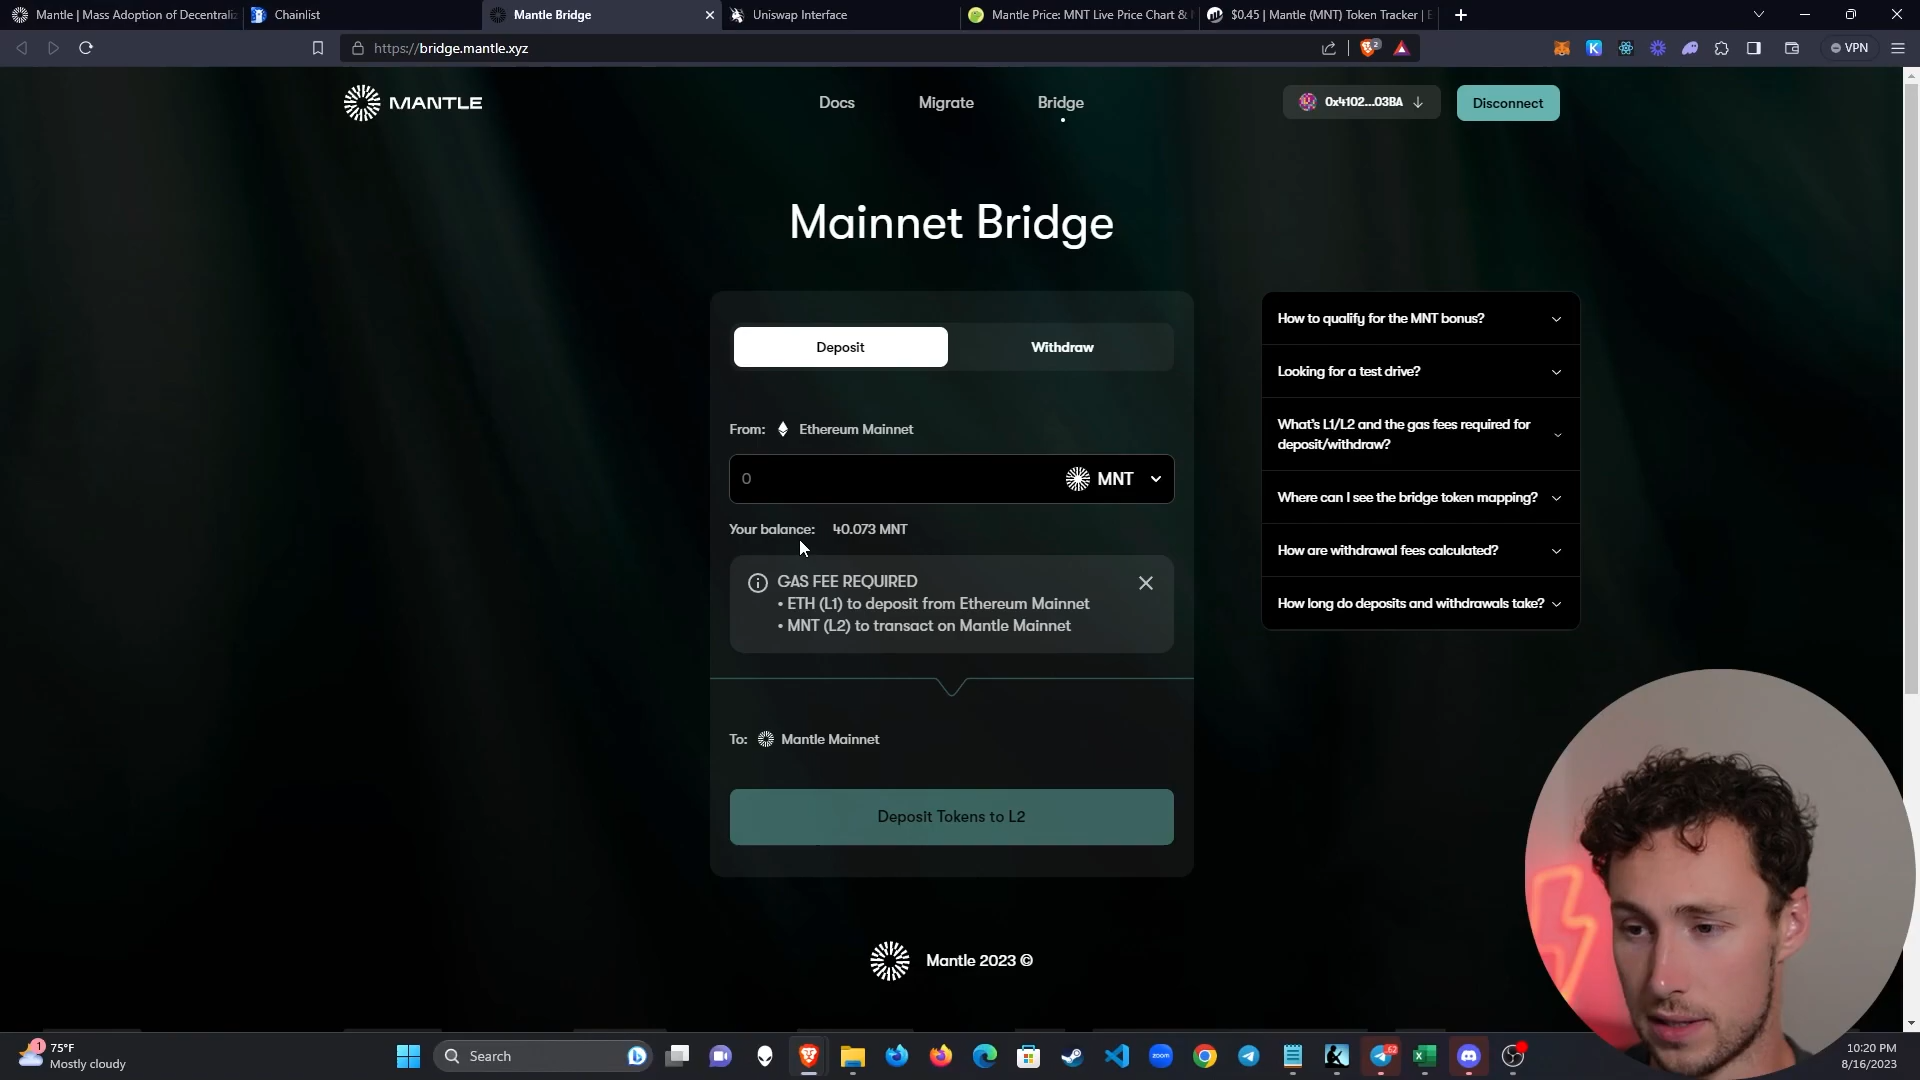 Mantle | Mass Adoption of Decentraliz
Chainlist
Mantle Bridge
Uniswap Interface
Mantle Price: MNT Live Price Chart &
$0.45 | Mantle (MNT) Token Tracker | E
https://bridge.mantle.xyz
2
VPN
MANTLE
Docs
Migrate
Bridge
0x4102...03BA
Disconnect
Mainnet Bridge
Deposit
Withdraw
From: Ethereum Mainnet
0
MNT
Your balance: 40.073 MNT
GAS FEE REQUIRED
• ETH (L1) to deposit from Ethereum Mainnet
• MNT (L2) to transact on Mantle Mainnet
To: Mantle Mainnet
Deposit Tokens to L2
How to qualify for the MNT bonus?
Looking for a test drive?
What's L1/L2 and the gas fees required for
deposit/withdraw?
Where can I see the bridge token mapping?
How are withdrawal fees calculated?
How long do deposits and withdrawals take?
Mantle 2023 ©
1
75°F
Mostly cloudy
Search
zoom
62
10:20 PM
8/16/2023